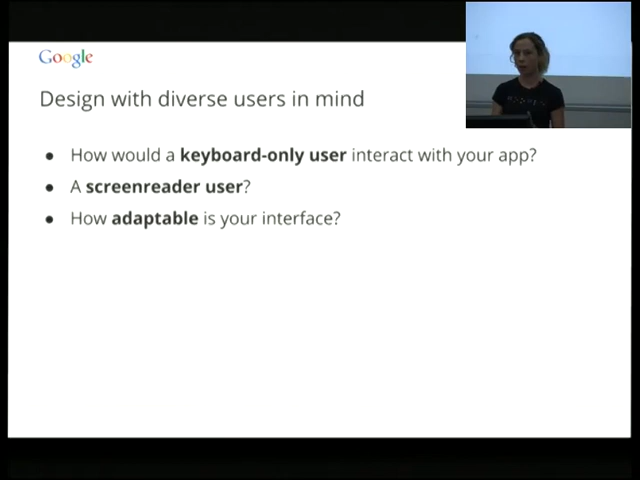 Google
Design with diverse users in mind
● How would a keyboard-only user interact with your app?
● A screenreader user?
● How adaptable is your interface?